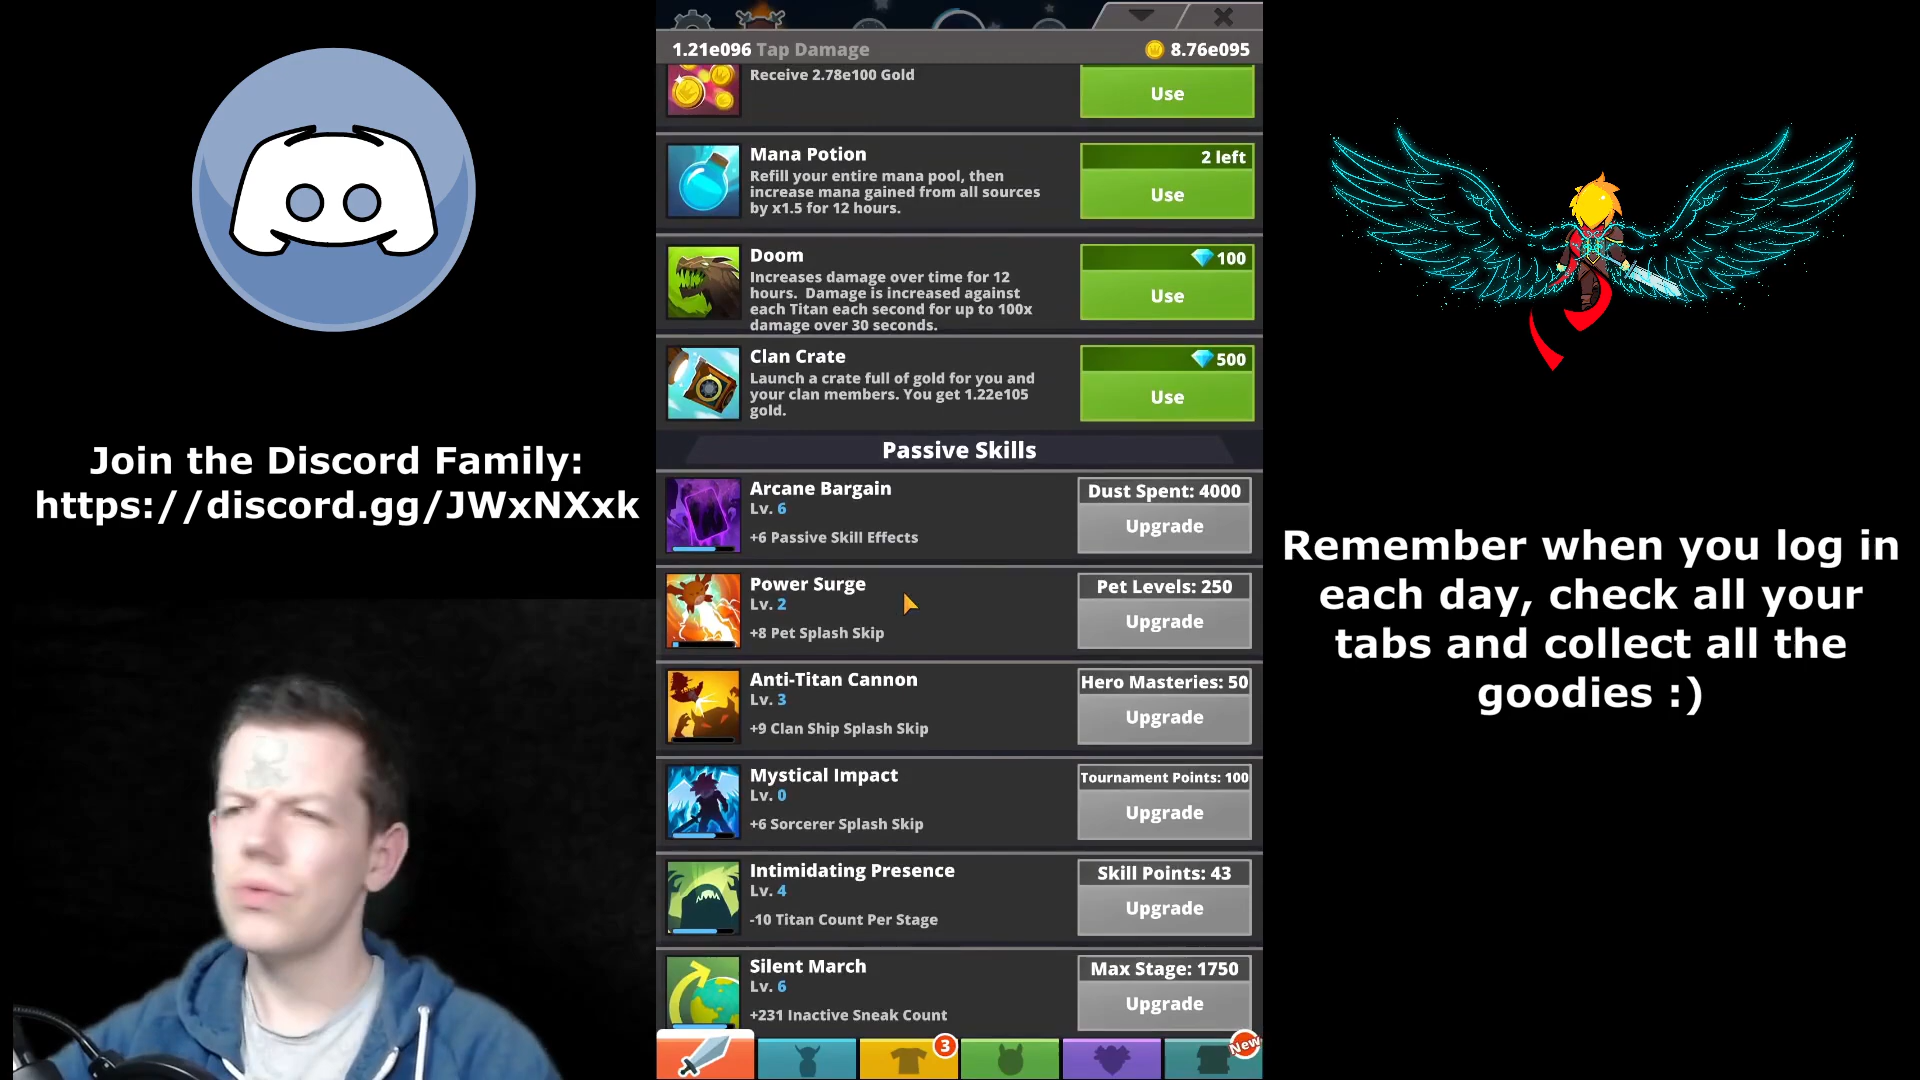 1.21e096 Tap Damage
8.76e095
Receive 2.78e100 Gold
Use
Mana Potion
Refill your entire mana pool, then
increase mana gained from all sources
by x1.5 for 12 hours.
2 left
Use
Doom
Increases damage over time for 12
hours. Damage is increased against
each Titan each second for up to 100x
damage over 30 seconds.
100
Use
Clan Crate
Launch a crate full of gold for you and
your clan members. You get 1.22e105
gold.
500
Use
Passive Skills
Arcane Bargain
Lv. 6
+6 Passive Skill Effects
Dust Spent: 4000
Upgrade
Power Surge
Lv. 2
+8 Pet Splash Skip
Pet Levels: 250
Upgrade
Anti-Titan Cannon
Lv. 3
+9 Clan Ship Splash Skip
Hero Masteries: 50
Upgrade
Mystical Impact
Lv. 0
+6 Sorcerer Splash Skip
Tournament Points: 100
Upgrade
Intimidating Presence
Lv. 4
-10 Titan Count Per Stage
Skill Points: 43
Upgrade
Silent March
Lv. 6
+231 Inactive Sneak Count
Max Stage: 1750
Upgrade
3
New
Join the Discord Family:
https://discord.gg/JWxNXxk
Remember when you log in
each day, check all your
tabs and collect all the
goodies :)